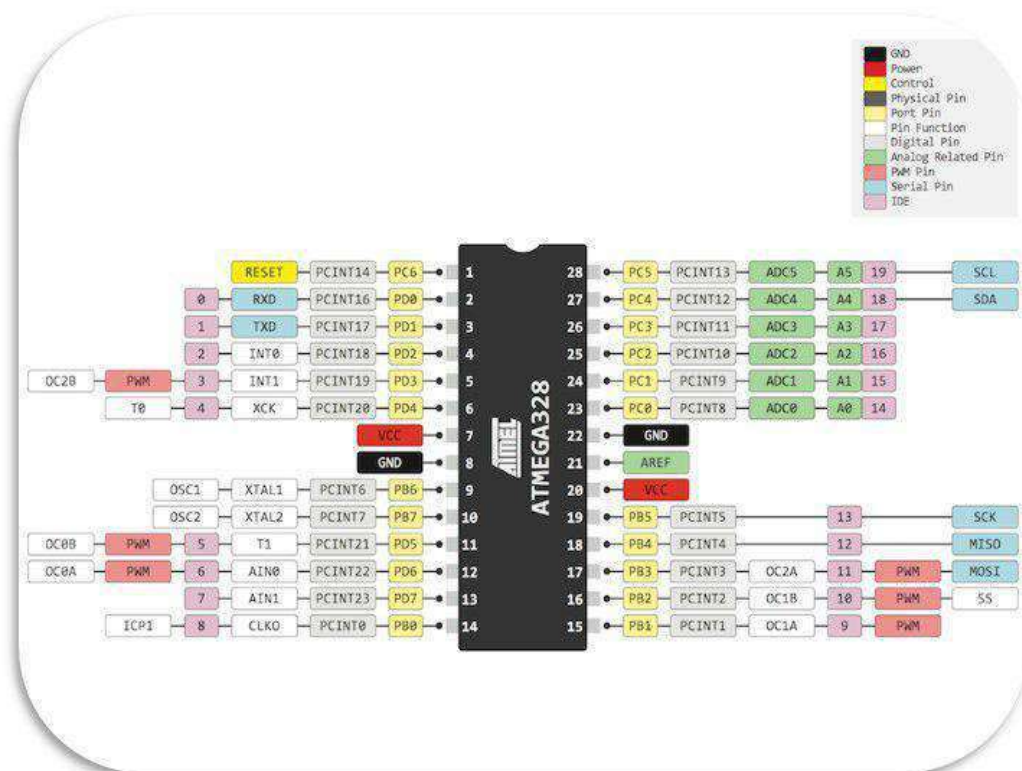 GND
Power
Control
Physical Pin
Port Pin
Pin Function
Digital Pin
Analog Related Pin
PWM Pin
Serial Pin
IDE
RESET PCINT14 PC6 1 28 PC5 PCINT13 ADC5 A5 19 SCL
0 RXD PCINT16 PD0 2 27 PC4 PCINT12 ADC4 A4 18 SDA
1 TXD PCINT17 PD1 3 26 PC3 PCINT11 ADC3 A3 17
2 INT0 PCINT18 PD2 4 25 PC2 PCINT10 ADC2 A2 16
OC2B PWM 3 INT1 PCINT19 PD3 5 24 PC1 PCINT9 ADC1 A1 15
T0 4 XCK PCINT20 PD4 6 23 PC0 PCINT8 ADC0 A0 14
VCC 7 22 GND
GND 8 21 AREF
OSC1 XTAL1 PCINT6 PB6 9 20 VCC
OSC2 XTAL2 PCINT7 PB7 10 19 PB5 PCINT5 13 SCK
OC0B PWM 5 T1 PCINT21 PD5 11 18 PB4 PCINT4 12 MISO
OC0A PWM 6 AIN0 PCINT22 PD6 12 17 PB3 PCINT3 OC2A 11 PWM MOSI
7 AIN1 PCINT23 PD7 13 16 PB2 PCINT2 OC1B 10 PWM SS
ICP1 8 CLKO PCINT0 PB0 14 15 PB1 PCINT1 OC1A 9 PWM
ATMEL
ATMEGA328